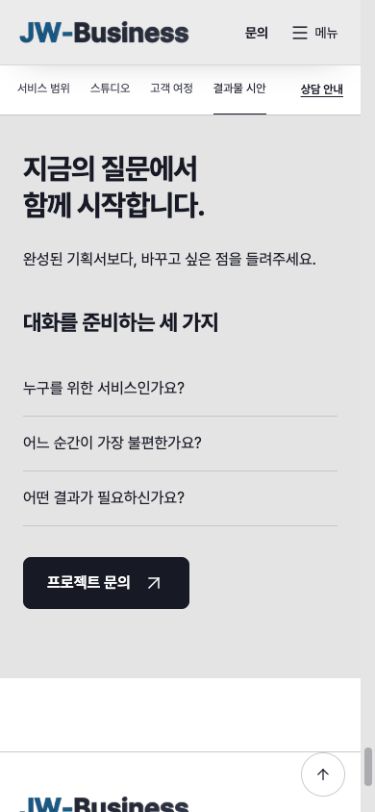 JW-Business
문의
메뉴
서비스 범위
스튜디오
고객 여정
결과물 시안
상담 안내
지금의 질문에서
함께 시작합니다.
완성된 기획서보다, 바꾸고 싶은 점을 들려주세요.
대화를 준비하는 세 가지
누구를 위한 서비스인가요?
어느 순간이 가장 불편한가요?
어떤 결과가 필요하신가요?
프로젝트 문의
JW-Business